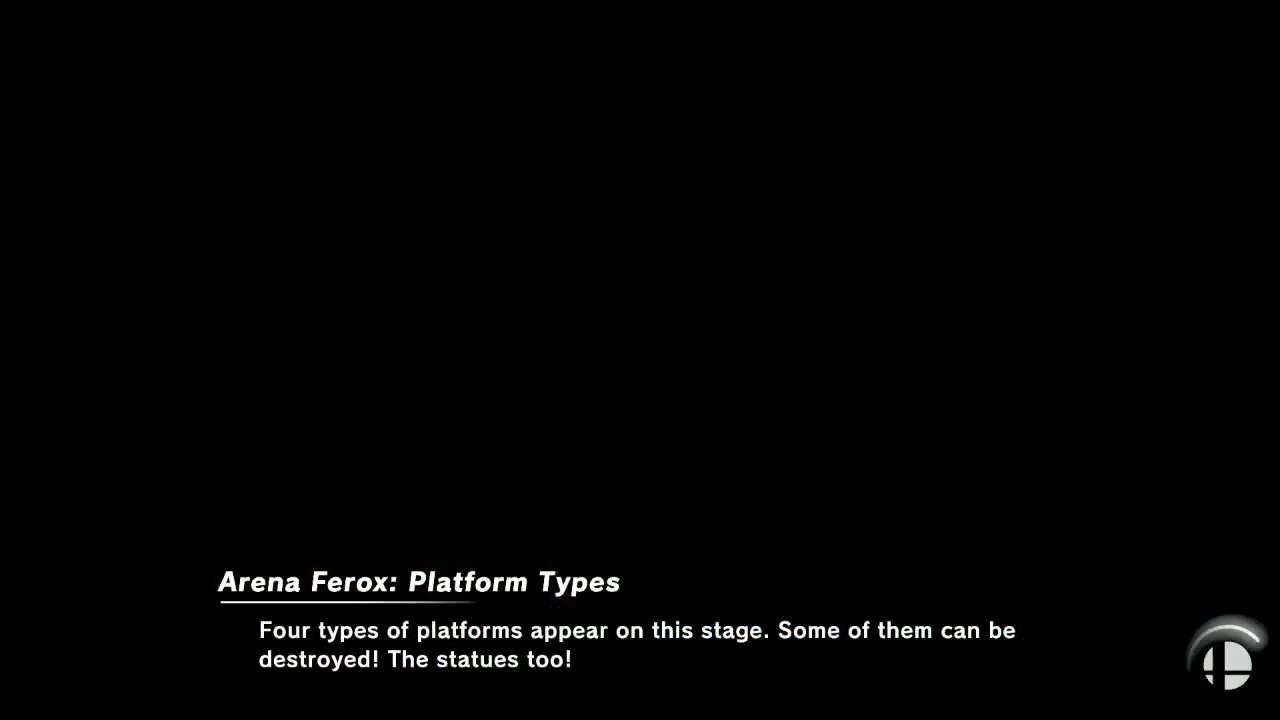 Arena Ferox: Platform Types
Four types of platforms appear on this stage. Some of them can be
destroyed! The statues too!